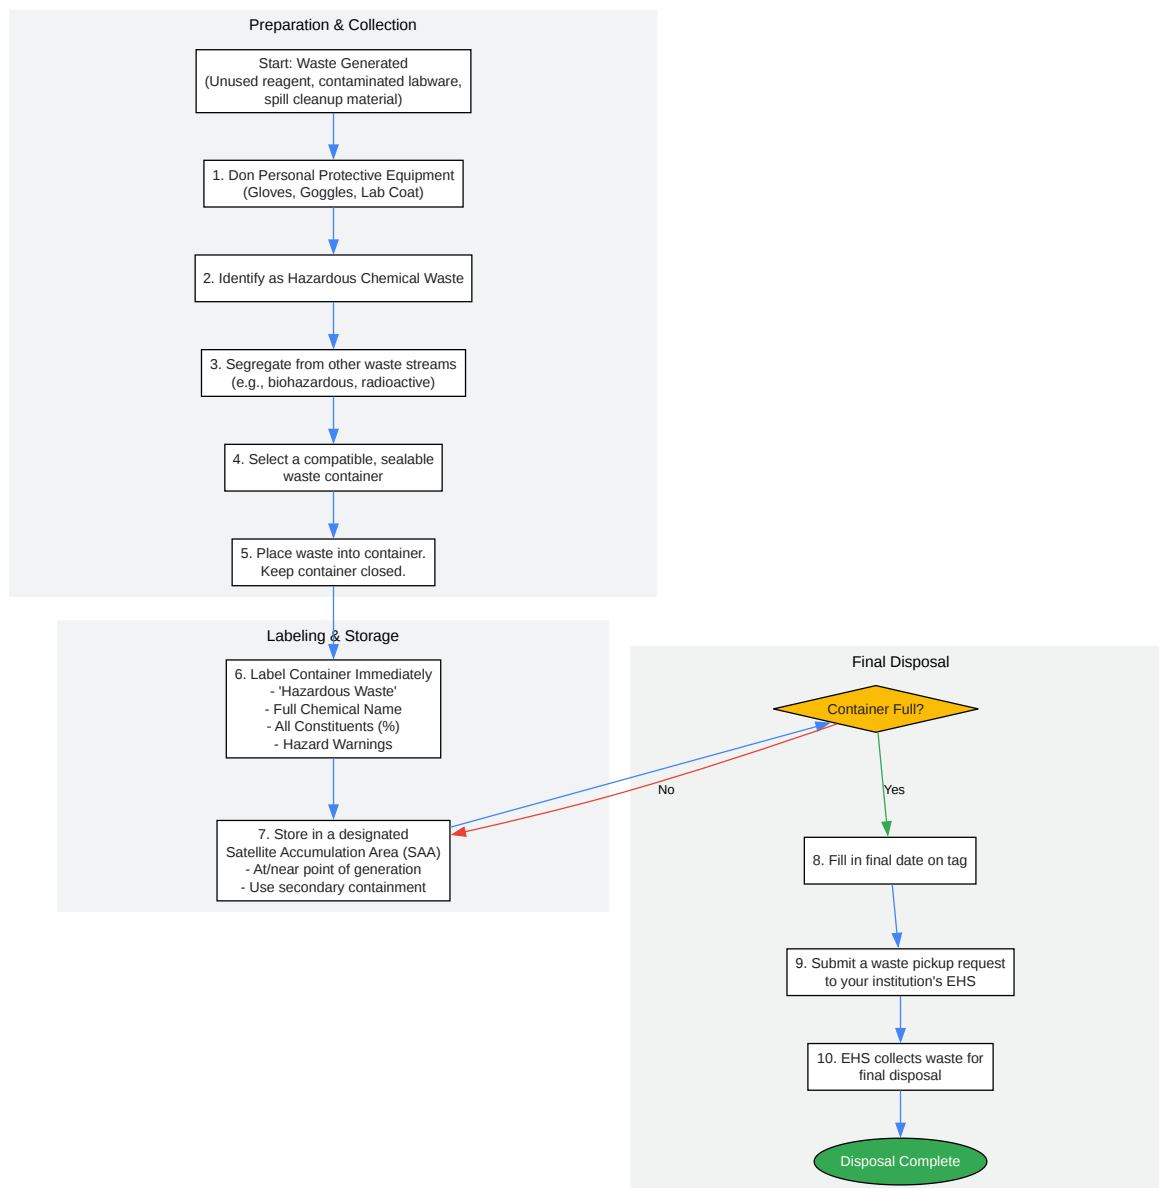 Preparation & Collection
Start: Waste Generated
(Unused reagent, contaminated labware,
spill cleanup material)
1. Don Personal Protective Equipment
(Gloves, Goggles, Lab Coat)
2. Identify as Hazardous Chemical Waste
3. Segregate from other waste streams
(e.g., biohazardous, radioactive)
4. Select a compatible, sealable
waste container
5. Place waste into container.
Keep container closed.
Labeling & Storage
6. Label Container Immediately
- 'Hazardous Waste'
- Full Chemical Name
- All Constituents (%)
- Hazard Warnings
7. Store in a designated
Satellite Accumulation Area (SAA)
- At/near point of generation
- Use secondary containment
Final Disposal
Container Full?
No
Yes
8. Fill in final date on tag
9. Submit a waste pickup request
to your institution's EHS
10. EHS collects waste for
final disposal
Disposal Complete